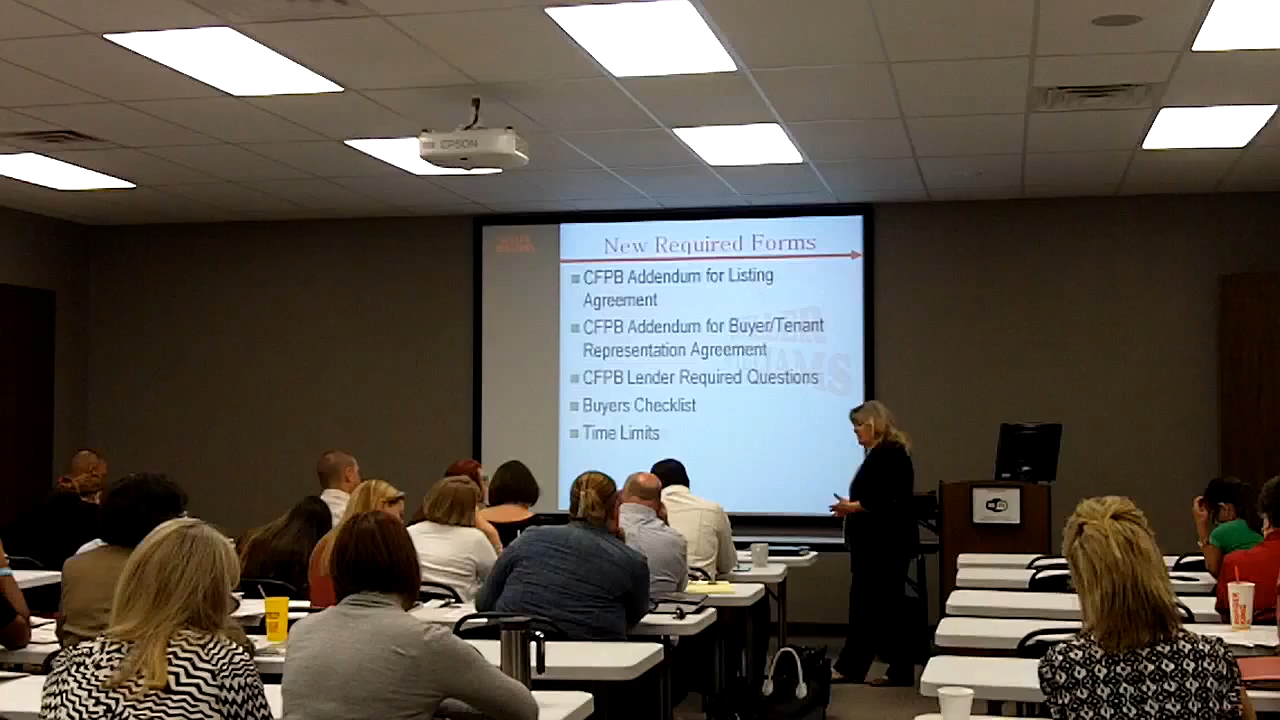 EPSON
New Required Forms
CFPB Addendum for Listing
Agreement
CFPB Addendum for Buyer/Tenant
Representation Agreement
CFPB Lender Required Questions
Buyers Checklist
Time Limits